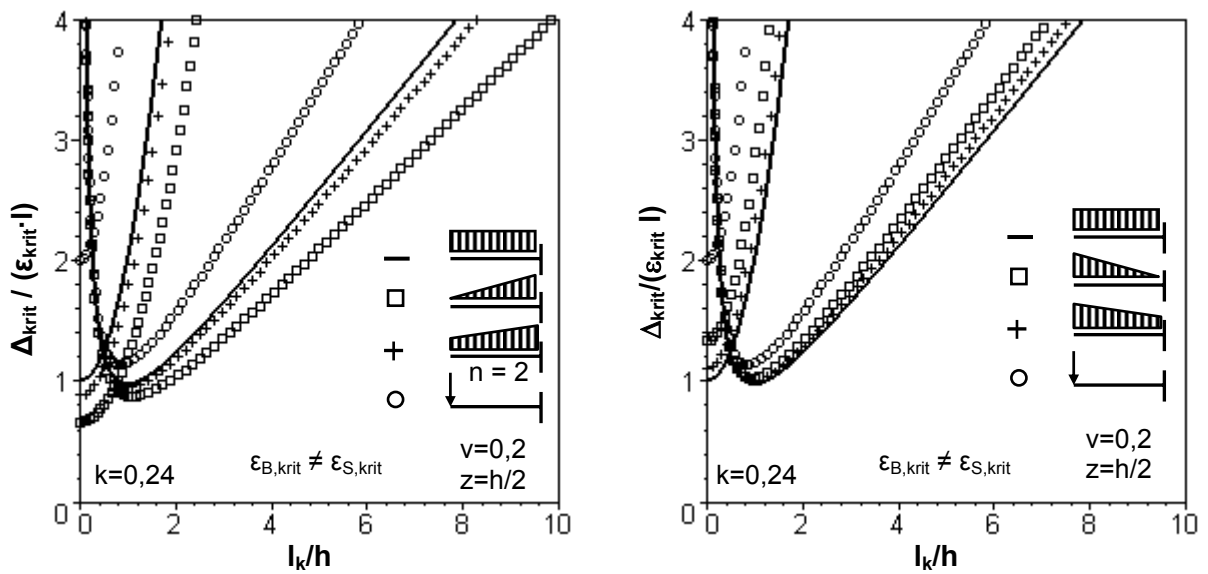 4
3
2
1
0
0
2
4
6
8
10
Δkrit / (εkrit·l)
lk/h
n = 2
k=0,24
εB,krit ≠ εS,krit
v=0,2
z=h/2
4
3
2
1
0
0
2
4
6
8
10
Δkrit/(εkrit l)
lk/h
k=0,24
εB,krit ≠ εS,krit
v=0,2
z=h/2